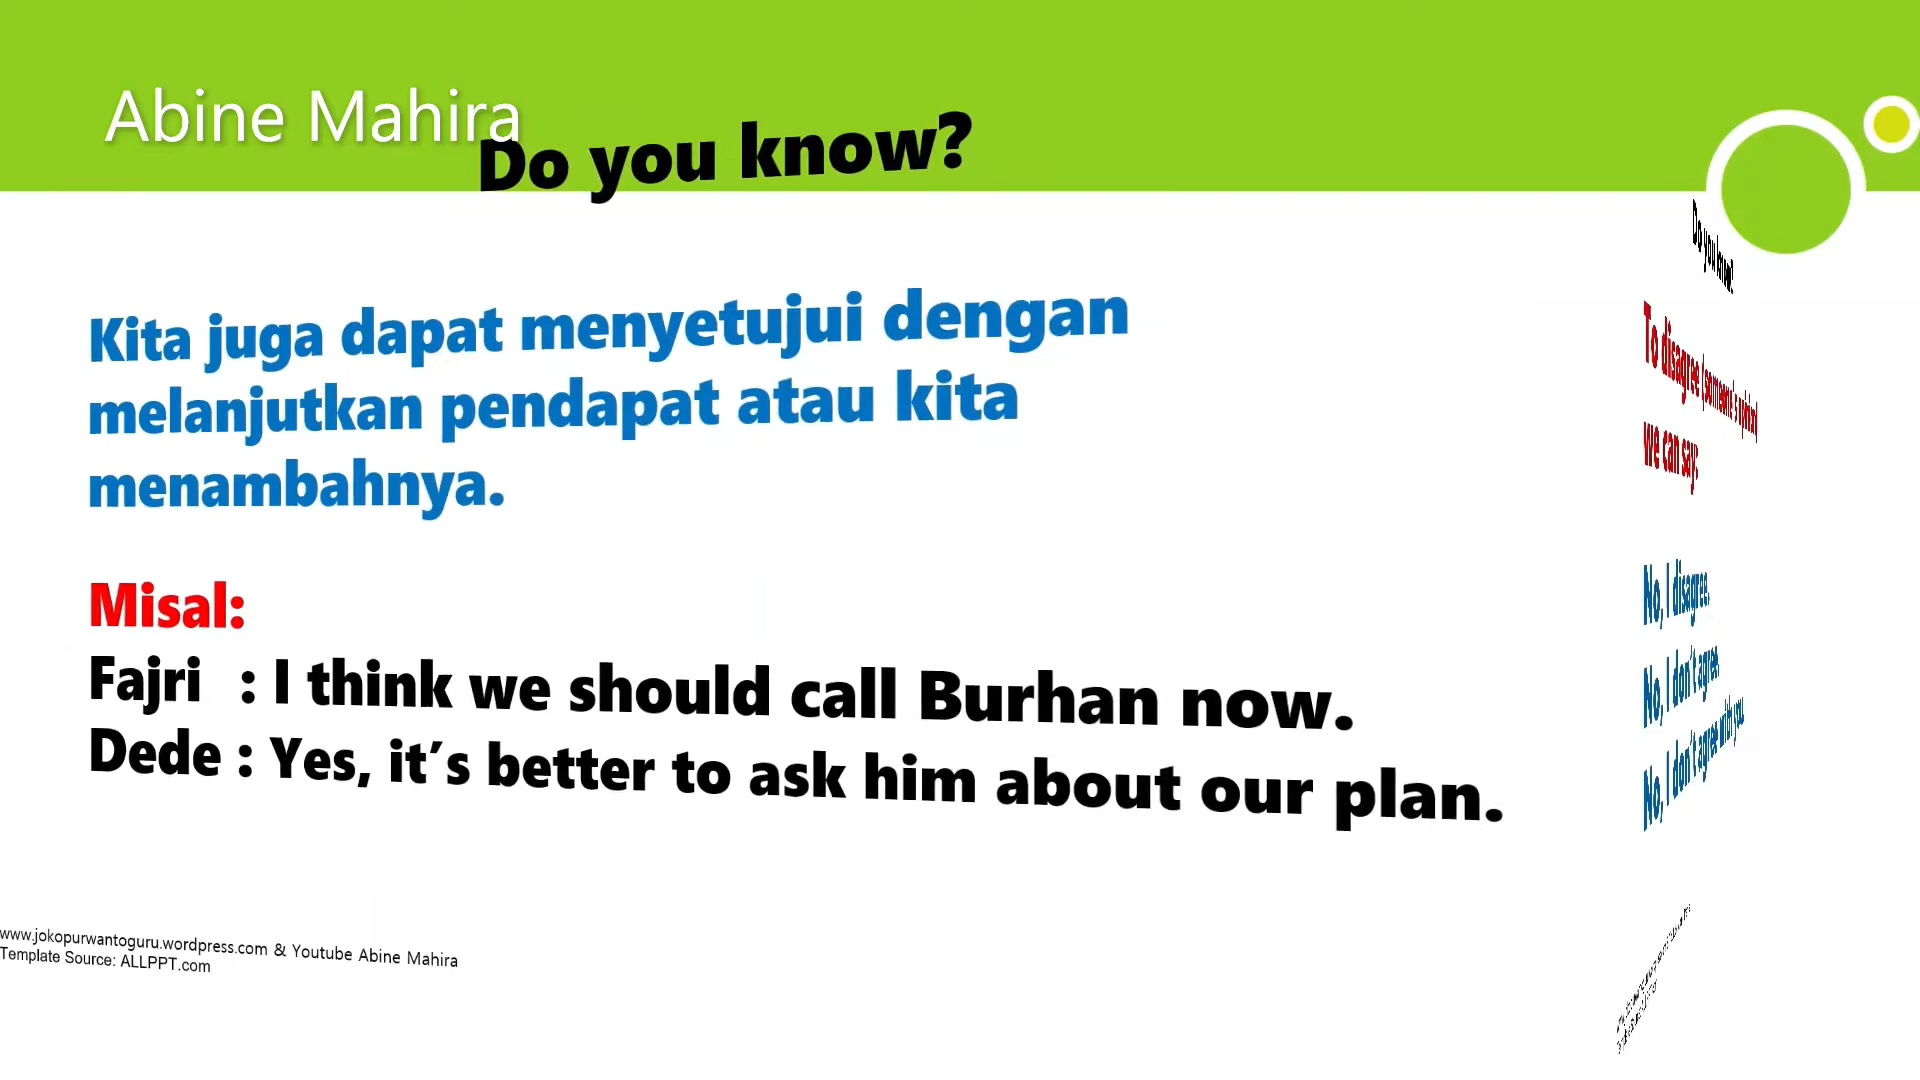 Abine Mahira
Do you know?
Kita juga dapat menyetujui dengan
melanjutkan pendapat atau kita
menambahnya.
Misal:
Fajri : I think we should call Burhan now.
Dede : Yes, it’s better to ask him about our plan.
www.jokopurwantoguru.wordpress.com & Youtube Abine Mahira
Template Source: ALLPPT.com
Do you know?
To disagree (someone's opinion)
we can say:
No, I disagree.
No, I don't agree.
No, I don't agree with you.